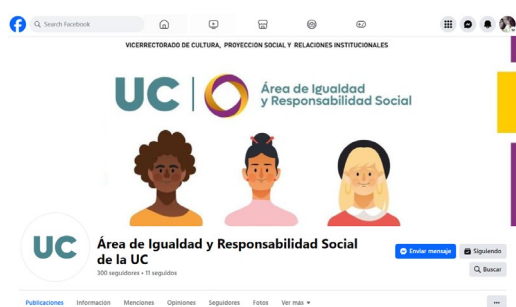 Search Facebook
VICERRECTORADO DE CULTURA, PROYECCION SOCIAL Y RELACIONES INSTITUCIONALES
UC
Área de Igualdad
y Responsabilidad Social
UC
Área de Igualdad y Responsabilidad Social
de la UC
300 seguidores • 11 seguidos
Enviar mensaje
Siguiendo
Buscar
Publicaciones Información Menciones Opiniones Seguidores Fotos Ver más